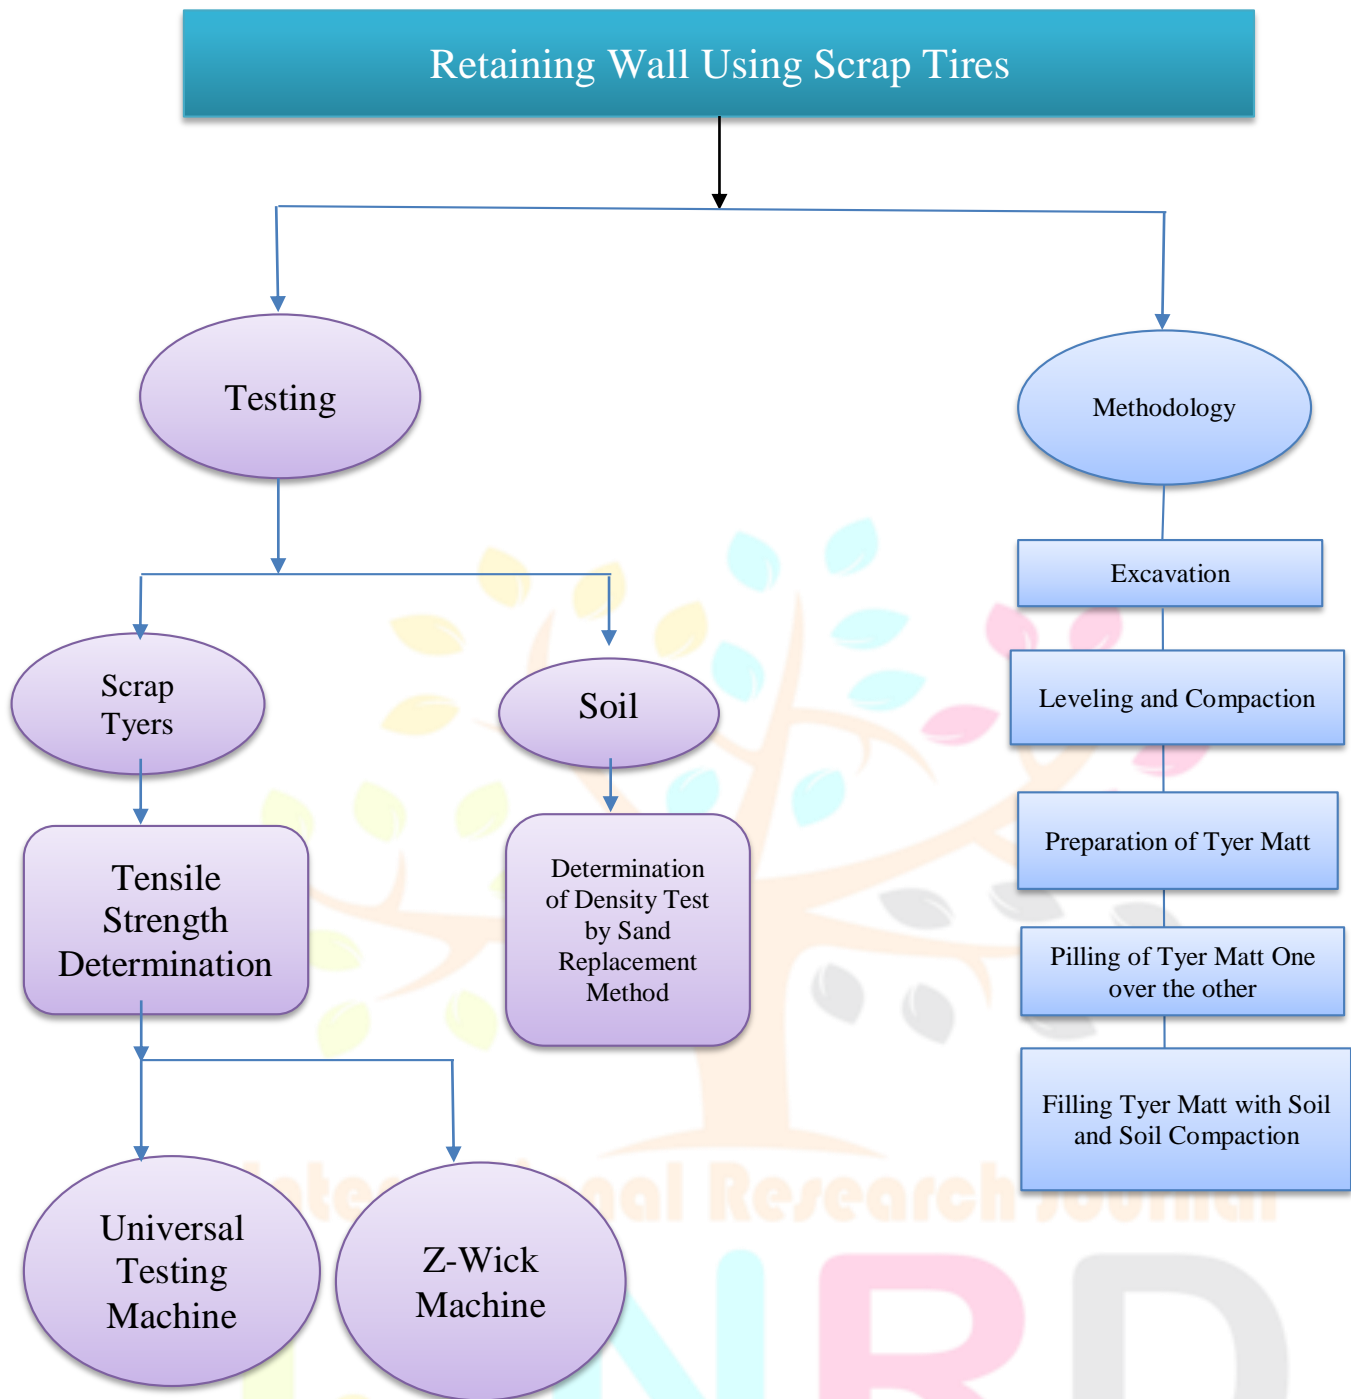 Retaining Wall Using Scrap Tires
Testing
Methodology
Scrap
Tyers
Soil
Tensile
Strength
Determination
Determination
of Density Test
by Sand
Replacement
Method
Universal
Testing
Machine
Z-Wick
Machine
Excavation
Leveling and Compaction
Preparation of Tyer Matt
Pilling of Tyer Matt One
over the other
Filling Tyer Matt with Soil
and Soil Compaction
Research Journal